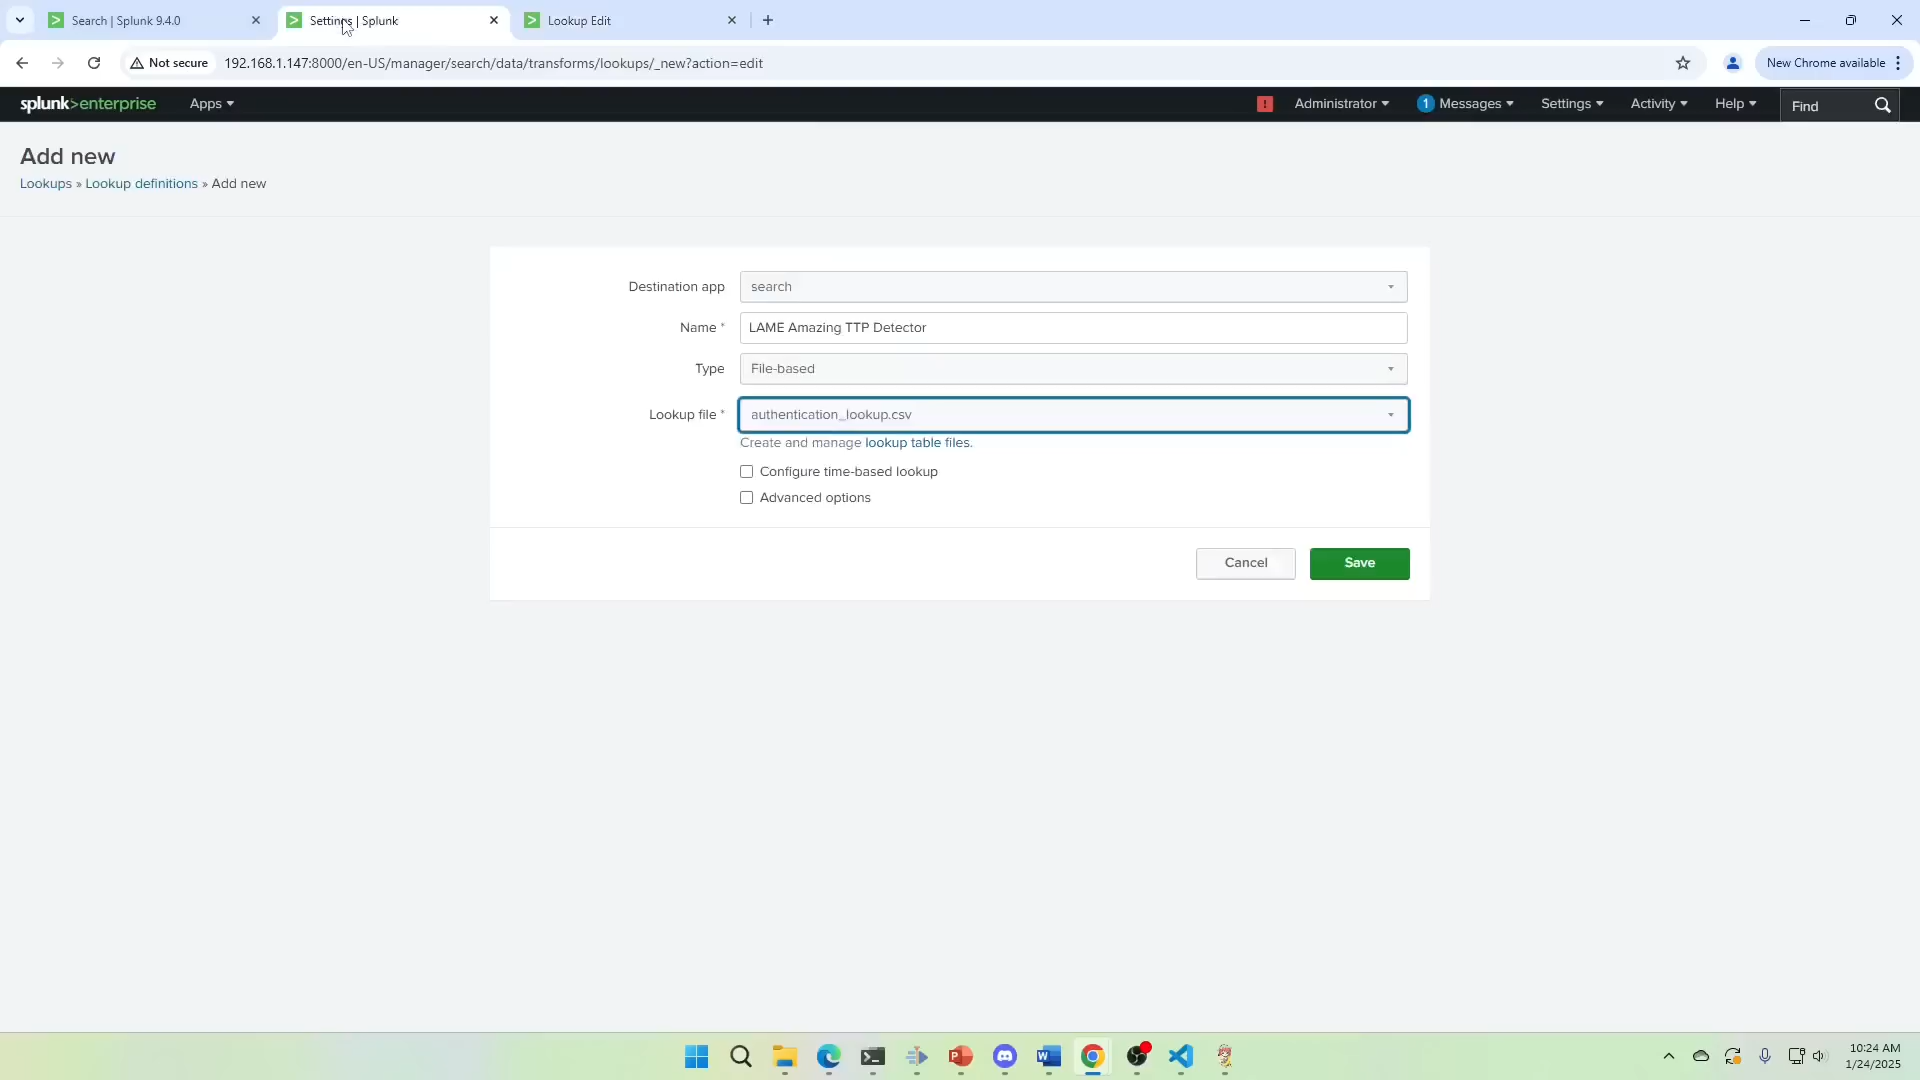 Search | Splunk 9.4.0
Settings | Splunk
Lookup Edit
Not secure
192.168.1.147:8000/en-US/manager/search/data/transforms/lookups/_new?action=edit
New Chrome available
splunk>enterprise
Apps
!
Administrator
1
Messages
Settings
Activity
Help
Find
Add new
Lookups » Lookup definitions » Add new
Destination app
search
Name *
LAME Amazing TTP Detector
Type
File-based
Lookup file *
authentication_lookup.csv
Create and manage lookup table files.
Configure time-based lookup
Advanced options
Cancel
Save
10:24 AM
1/24/2025